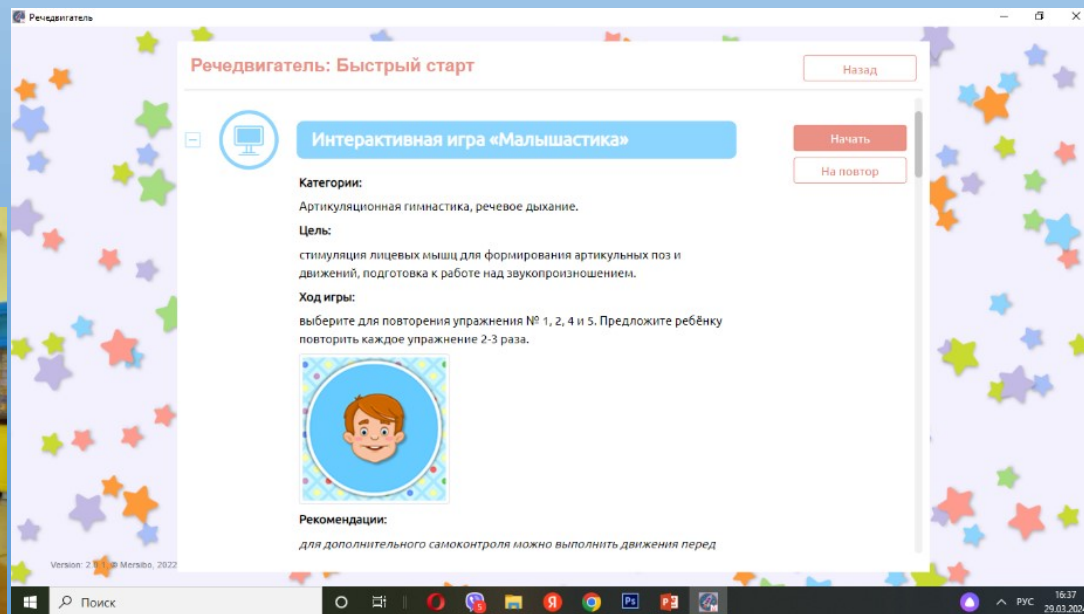 Речедвигатель
Речедвигатель: Быстрый старт
Назад
Интерактивная игра «Малышастика»
Начать
На повтор
Категории:
Артикуляционная гимнастика, речевое дыхание.
Цель:
стимуляция лицевых мышц для формирования артикульных поз и
движений, подготовка к работе над звукопроизношением.
Ход игры:
выберите для повторения упражнения № 1, 2, 4 и 5. Предложите ребёнку
повторить каждое упражнение 2-3 раза.
Рекомендации:
для дополнительного самоконтроля можно выполнить движения перед
Mersibo, 2022
Поиск
Ps
РУС
16:37